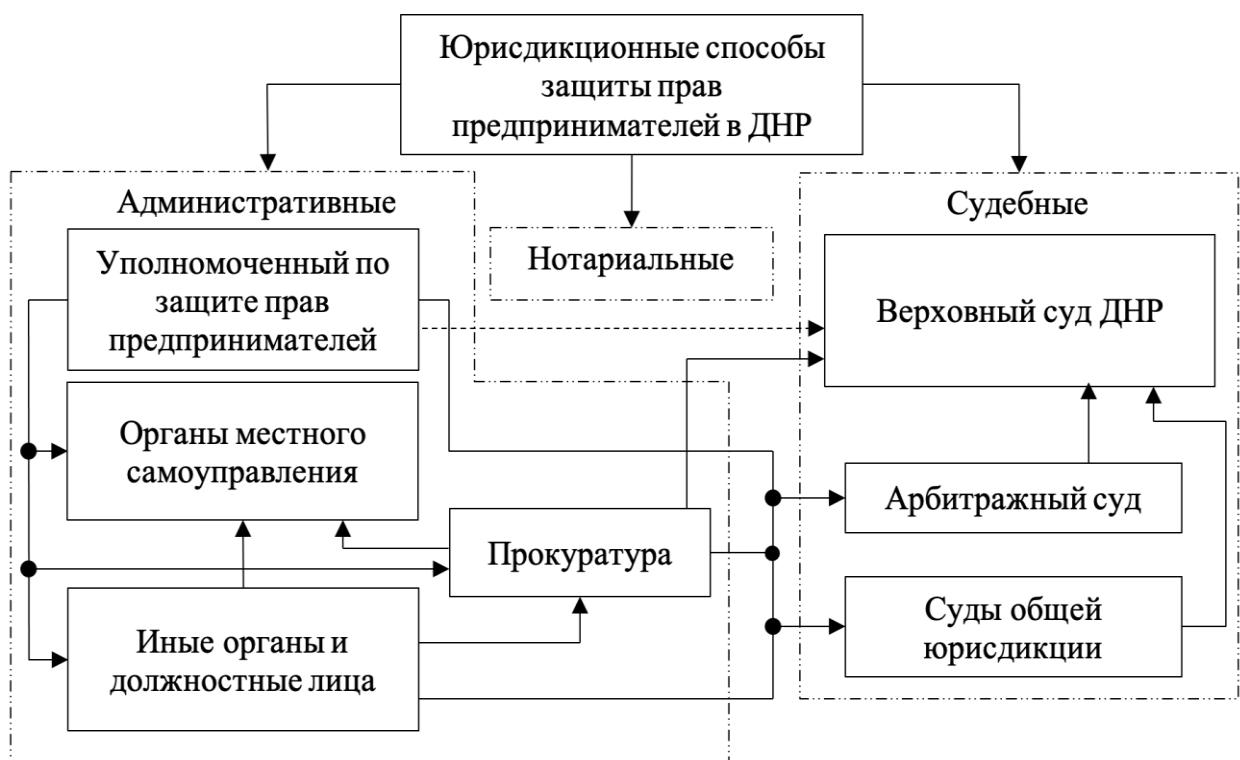 Юрисдикционные способы
защиты прав
предпринимателей в ДНР
Административные
Уполномоченный по
защите прав
предпринимателей
Органы местного
самоуправления
Прокуратура
Иные органы и
должностные лица
Нотариальные
Судебные
Верховный суд ДНР
Арбитражный суд
Суды общей
юрисдикции